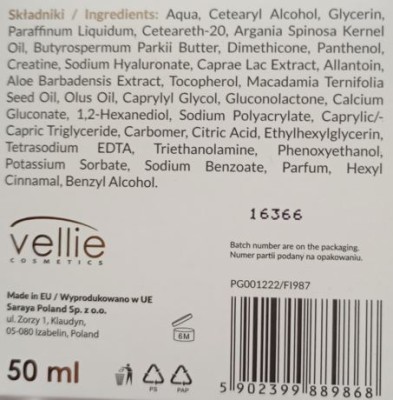 Składniki / Ingredients: Aqua, Cetearyl Alcohol, Glycerin,
Paraffinum Liquidum, Ceteareth-20, Argania Spinosa Kernel
Oil, Butyrospermum Parkii Butter, Dimethicone, Panthenol,
Creatine, Sodium Hyaluronate, Caprae Lac Extract, Allantoin,
Aloe Barbadensis Extract, Tocopherol, Macadamia Ternifolia
Seed Oil, Olus Oil, Caprylyl Glycol, Gluconolactone, Calcium
Gluconate, 1,2-Hexanediol, Sodium Polyacrylate, Caprylic/-
Capric Triglyceride, Carbomer, Citric Acid, Ethylhexylglycerin,
Tetrasodium EDTA, Triethanolamine, Phenoxyethanol,
Potassium Sorbate, Sodium Benzoate, Parfum, Hexyl
Cinnamal, Benzyl Alcohol.
16366
vellie
COSMETICS
Batch number are on the packaging.
Numer partii podany na opakowaniu.
PG001222/FI987
Made in EU / Wyprodukowano w UE
Saraya Poland Sp. z o.o.
ul. Zorzy 1, Klaudyn,
05-080 Izabelin, Poland
6M
50 ml
PS
PAP
5 902399 889868